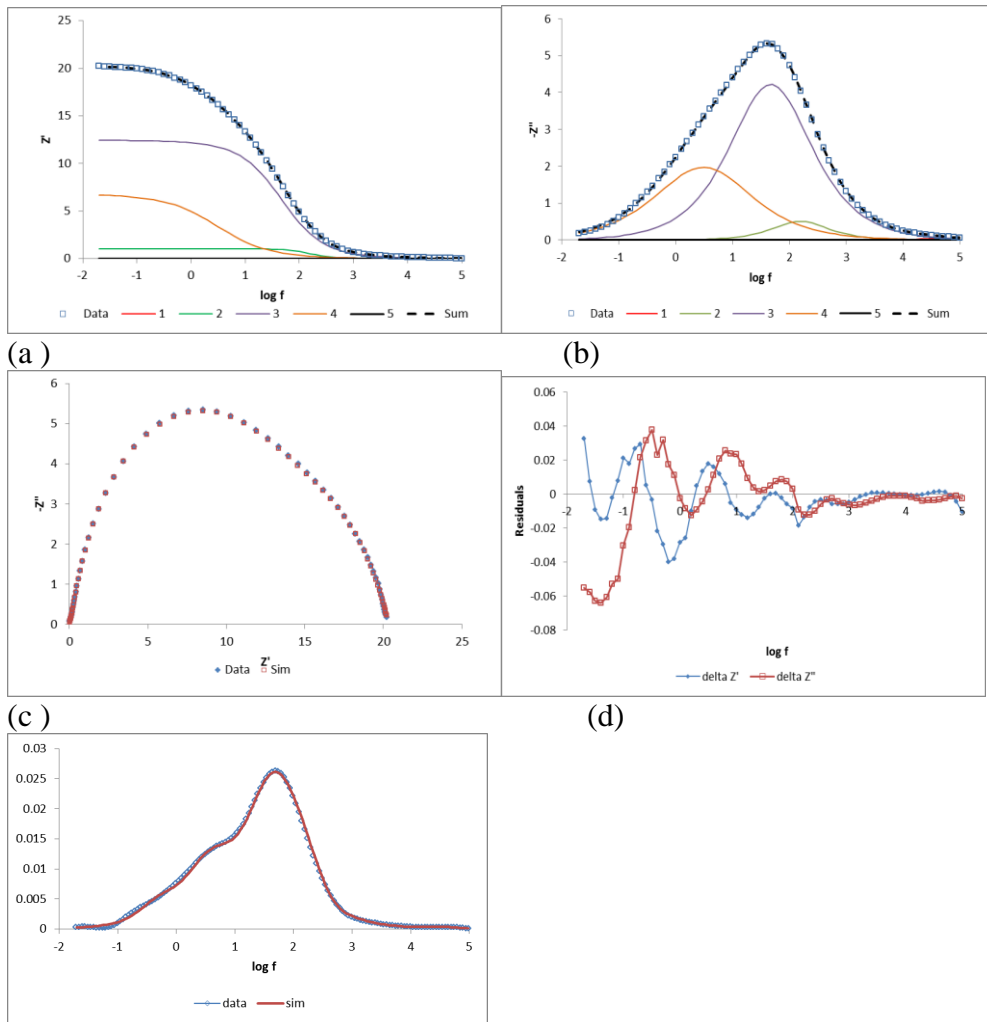 25
20
15
10
5
0
-2 -1 0 1 2 3 4 5
Z'
log f
Data 1 2 3 4 5 Sum
6
5
4
3
2
1
0
-2 -1 0 1 2 3 4 5
-Z"
log f
Data 1 2 3 4 5 Sum
(a ) (b)
6
5
4
3
2
1
0
0 5 10 15 20 25
-Z"
Z'
Data Sim
0.06
0.04
0.02
0
-0.02
-0.04
-0.06
-0.08
-2 -1 0 1 2 3 4 5
Residuals
log f
delta Z' delta Z"
(c ) (d)
0.03
0.025
0.02
0.015
0.01
0.005
0
-2 -1 0 1 2 3 4 5
log f
data sim